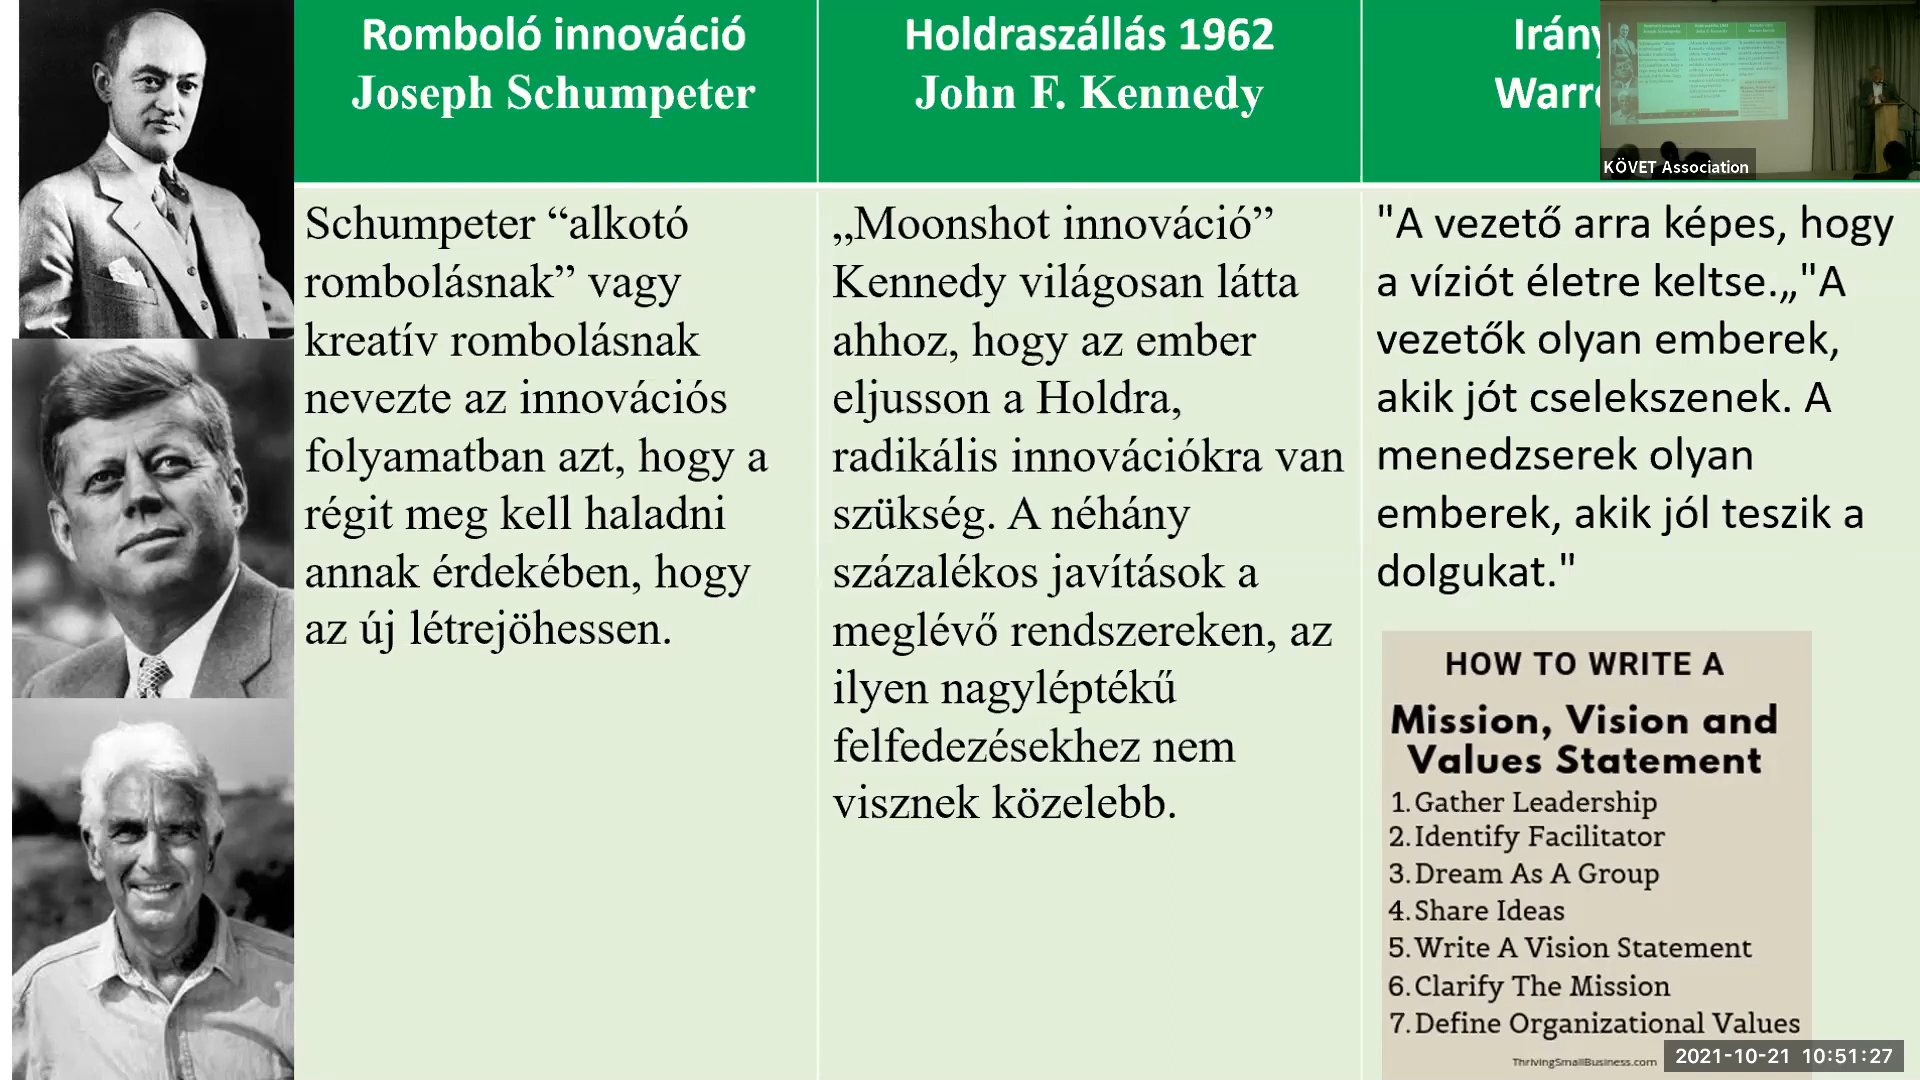 Romboló innováció
Joseph Schumpeter
Schumpeter “alkotó
rombolásnak” vagy
kreatív rombolásnak
nevezte az innovációs
folyamatban azt, hogy a
régit meg kell haladni
annak érdekében, hogy
az új létrejöhessen.
Holdraszállás 1962
John F. Kennedy
„Moonshot innováció”
Kennedy világosan látta
ahhoz, hogy az ember
eljusson a Holdra,
radikális innovációkra van
szükség. A néhány
százalékos javítások a
meglévő rendszereken, az
ilyen nagyléptékű
felfedezésekhez nem
visznek közelebb.
"A vezető arra képes, hogy
a víziót életre keltse.„"A
vezetők olyan emberek,
akik jót cselekszenek. A
menedzserek olyan
emberek, akik jól teszik a
dolgukat."
HOW TO WRITE A
Mission, Vision and
Values Statement
1. Gather Leadership
2. Identify Facilitator
3. Dream As A Group
4. Share Ideas
5. Write A Vision Statement
6. Clarify The Mission
7. Define Organizational Values
ThrivingSmallBusiness.com
KÖVET Association
2021-10-21 10:51:27